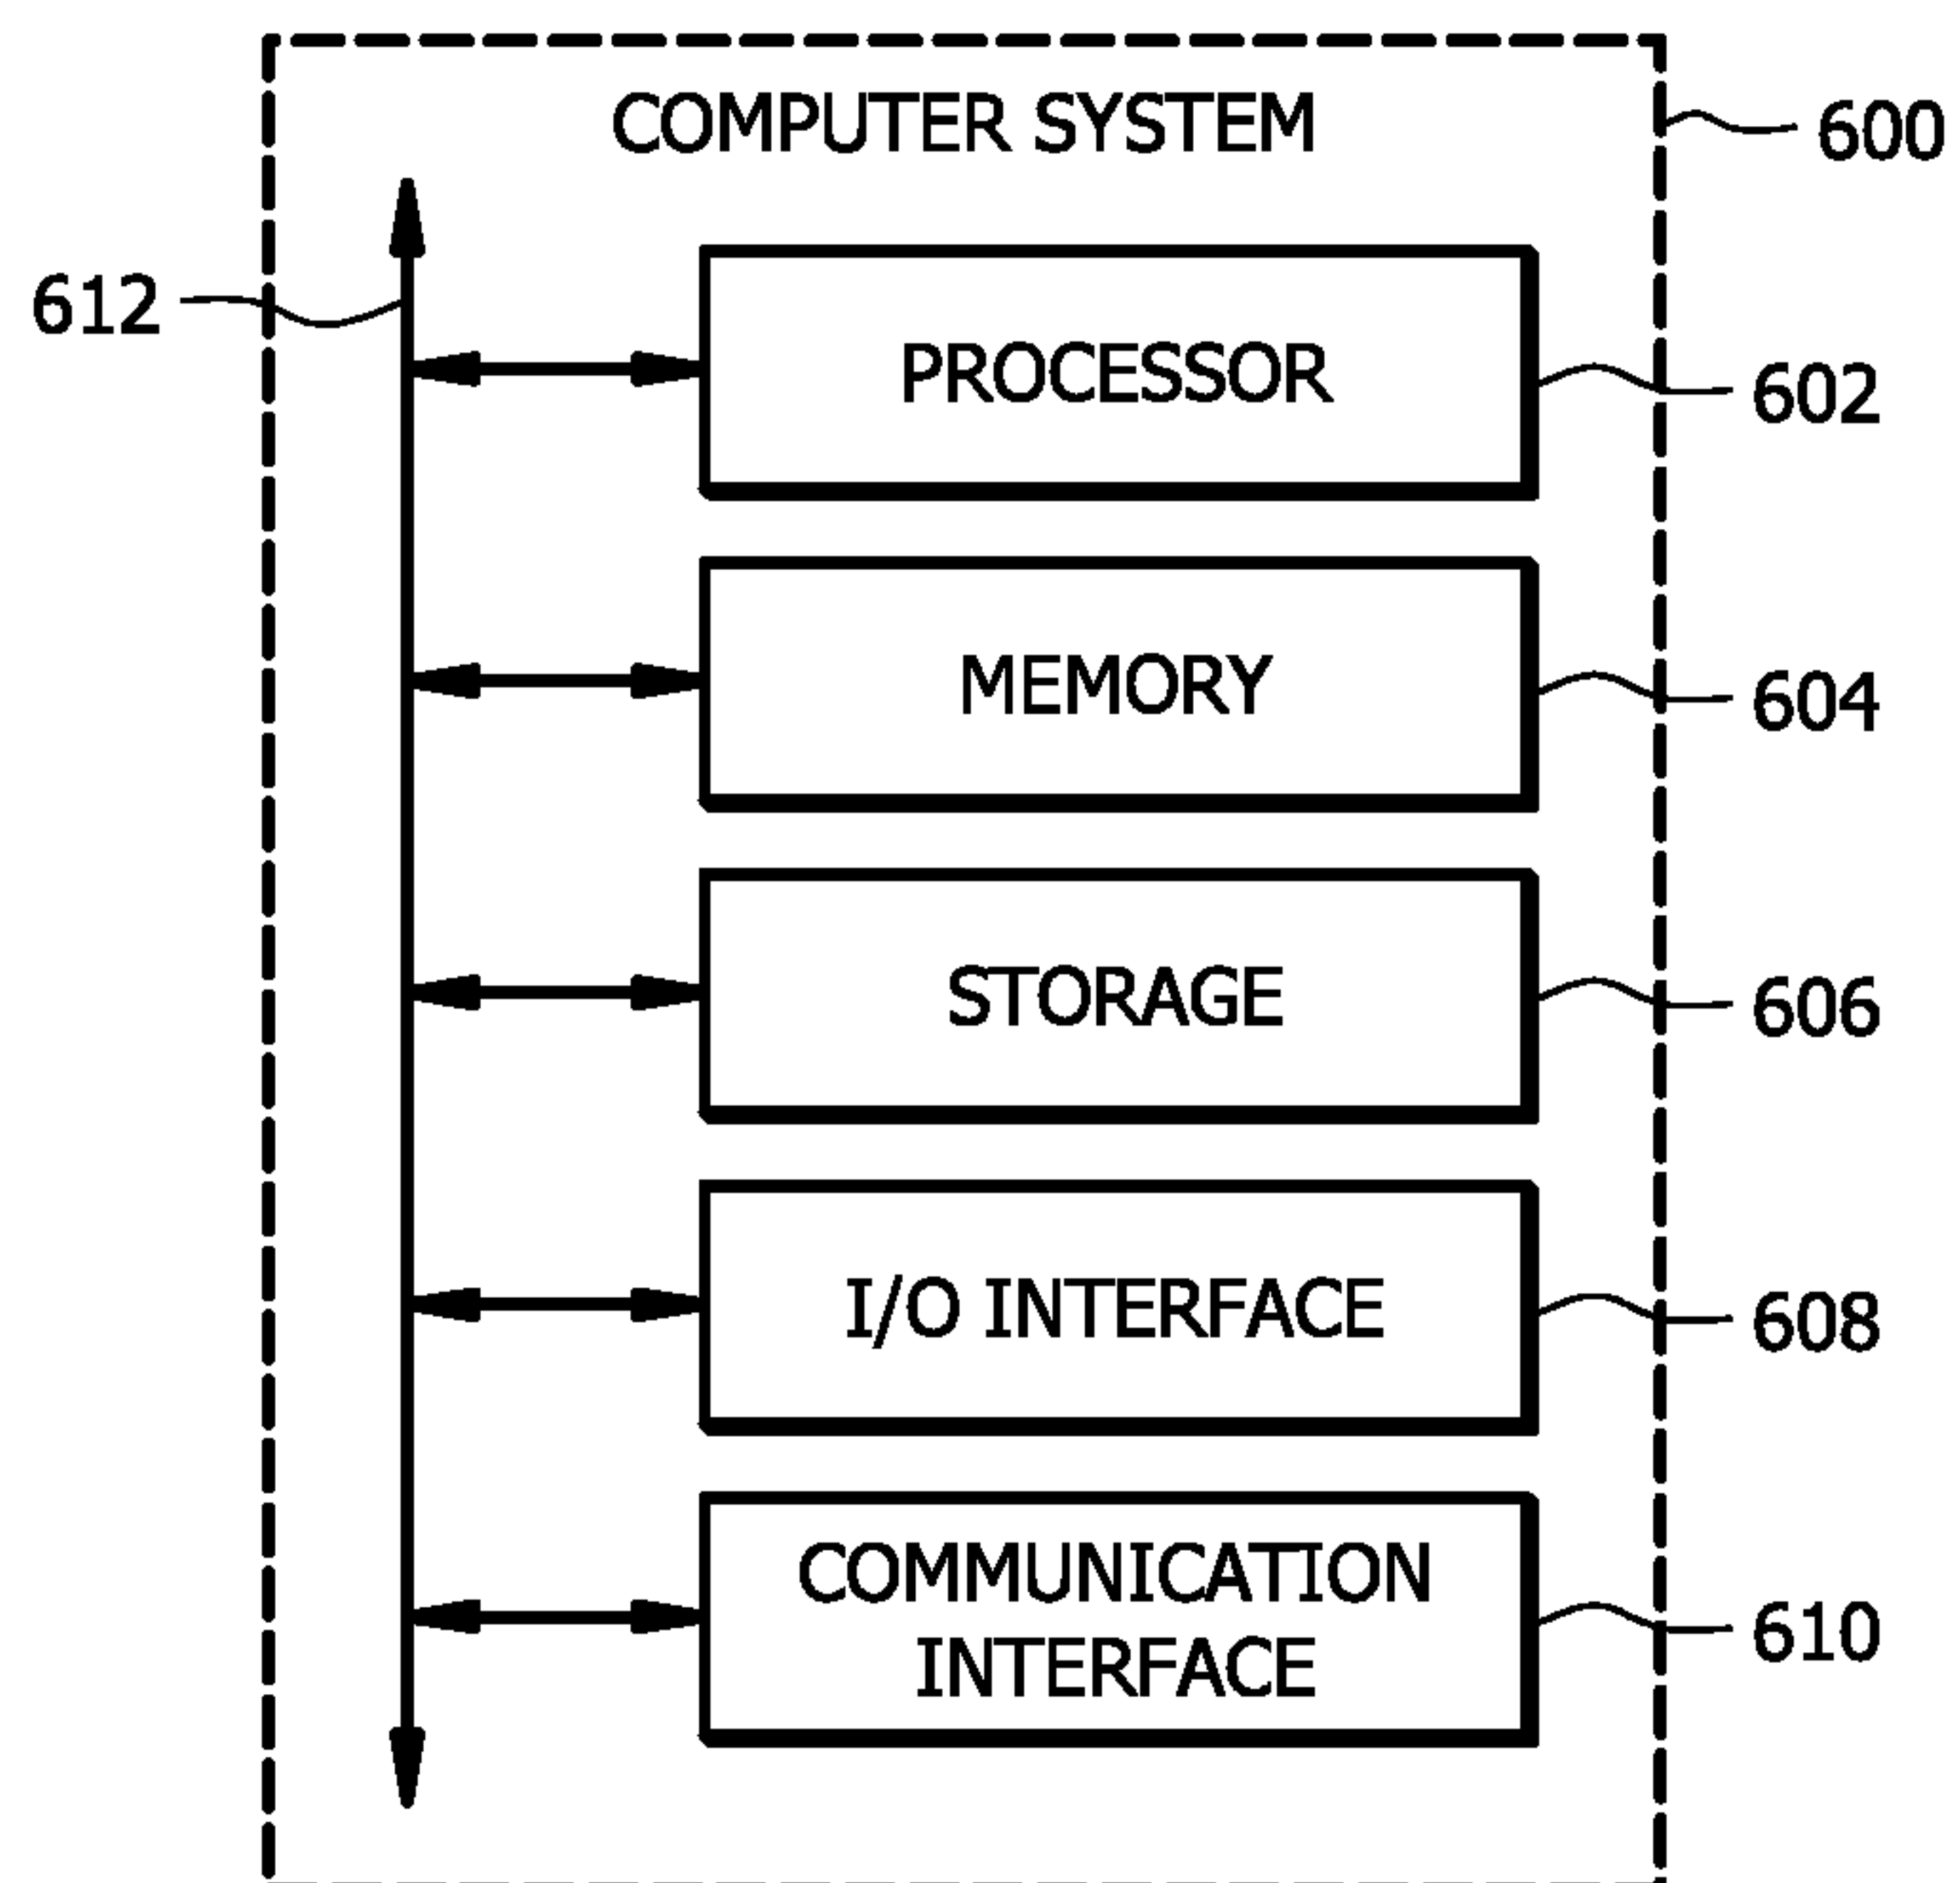 COMPUTER SYSTEM
600
612
PROCESSOR
602
MEMORY
604
STORAGE
606
I/O INTERFACE
608
COMMUNICATION
INTERFACE
610